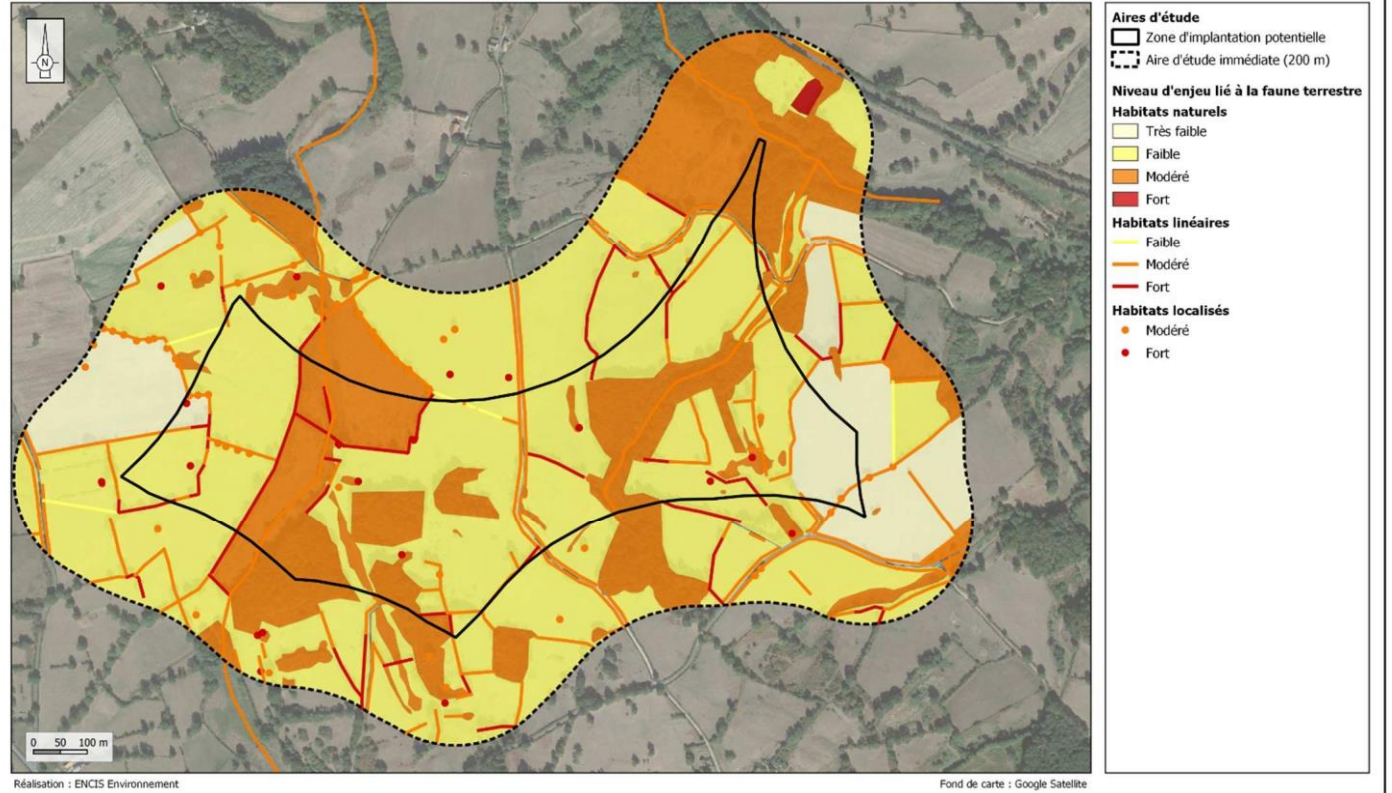 N
0 50 100 m
Réalisation : ENCIS Environnement
Fond de carte : Google Satellite
Aires d'étude
Zone d'implantation potentielle
Aire d'étude immédiate (200 m)
Niveau d'enjeu lié à la faune terrestre
Habitats naturels
Très faible
Faible
Modéré
Fort
Habitats linéaires
Faible
Modéré
Fort
Habitats localisés
Modéré
Fort